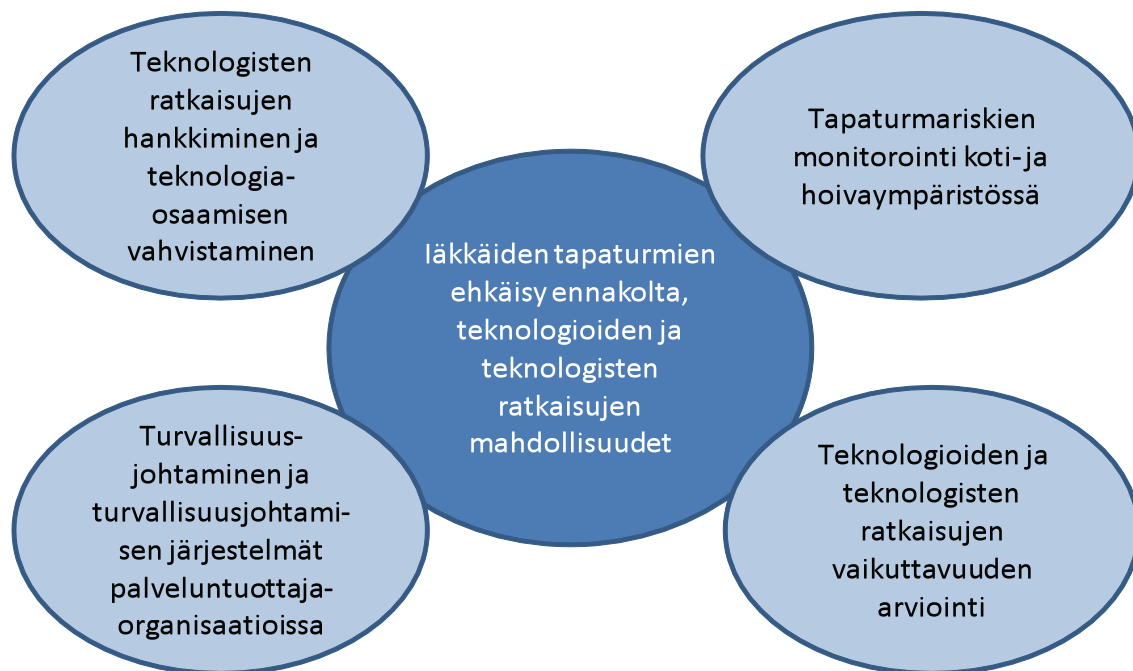 Teknologisten
ratkaisujen
hankkiminen ja
teknologia-
osaamisen
vahvistaminen
Tapaturmariskien
monitorointi koti- ja
hoivaympäristössä
Iäkkäiden tapaturmien
ehkäisy ennakolta,
teknologioiden ja
teknologisten
ratkaisujen
mahdollisuudet
Turvallisuus-
johtaminen ja
turvallisuusjohtami-
sen järjestelmät
palveluntuottaja-
organisaatioissa
Teknologioiden ja
teknologisten
ratkaisujen
vaikuttavuuden
arviointi